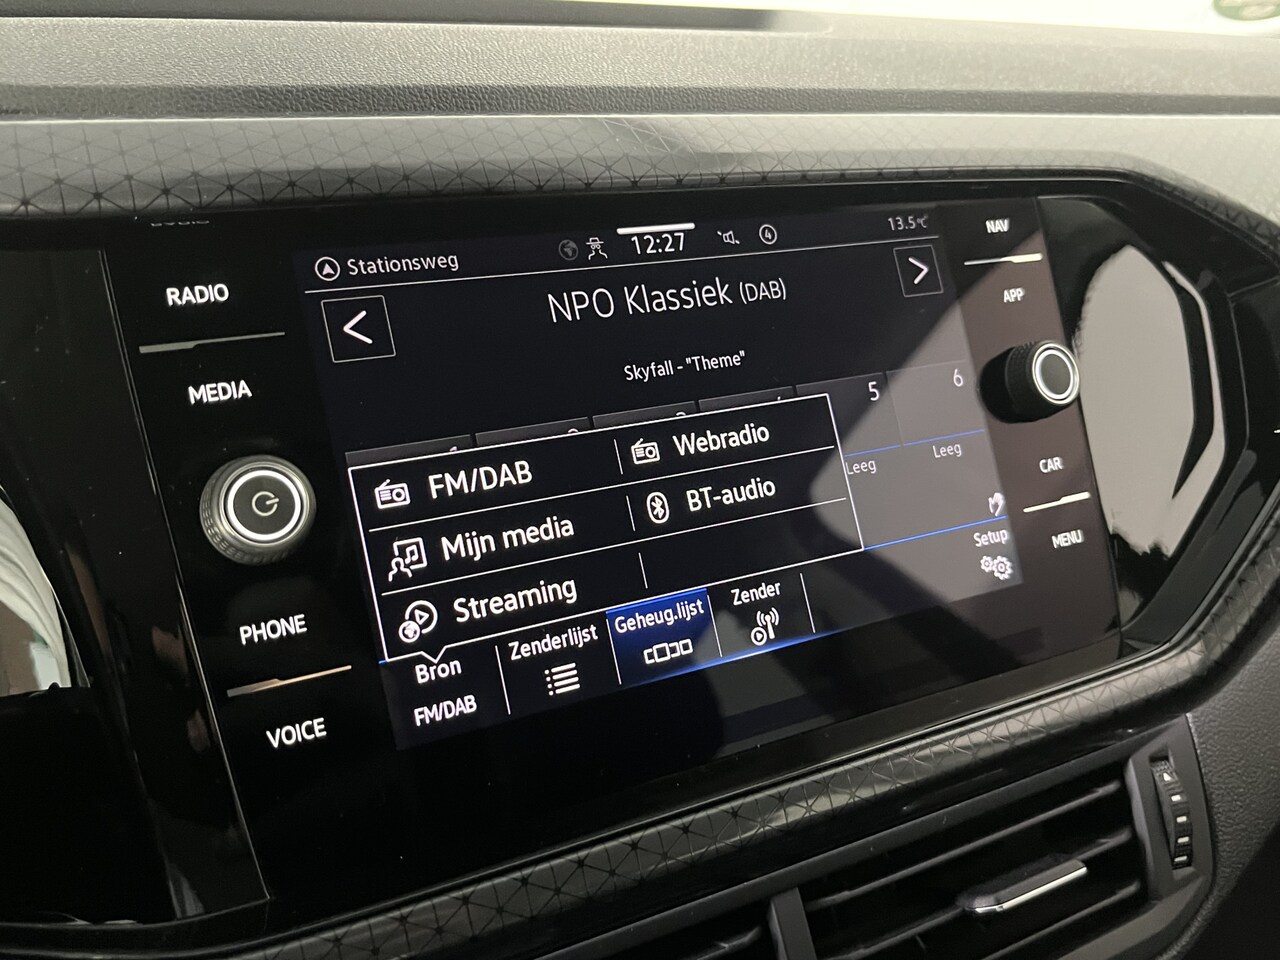 Stationsweg 12:27 4 13.5°C
NPO Klassiek (DAB)
Skyfall - "Theme"
5 6
Leeg Leeg
FM/DAB Webradio
Mijn media BT-audio
Streaming
Setup
Bron Zenderlijst Geheug.lijst Zender
FM/DAB
RADIO
MEDIA
PHONE
VOICE
NAV
APP
CAR
MENU